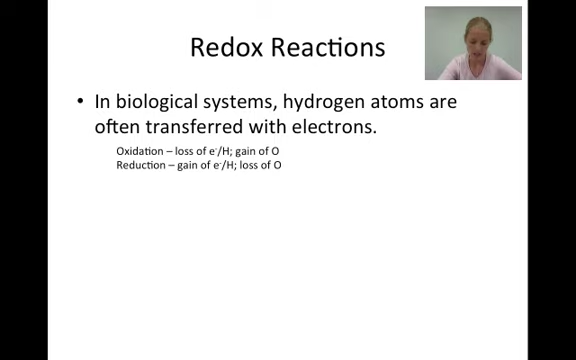 Redox Reactions
• In biological systems, hydrogen atoms are
often transferred with electrons.
Oxidation – loss of e⁻/H; gain of O
Reduction – gain of e⁻/H; loss of O